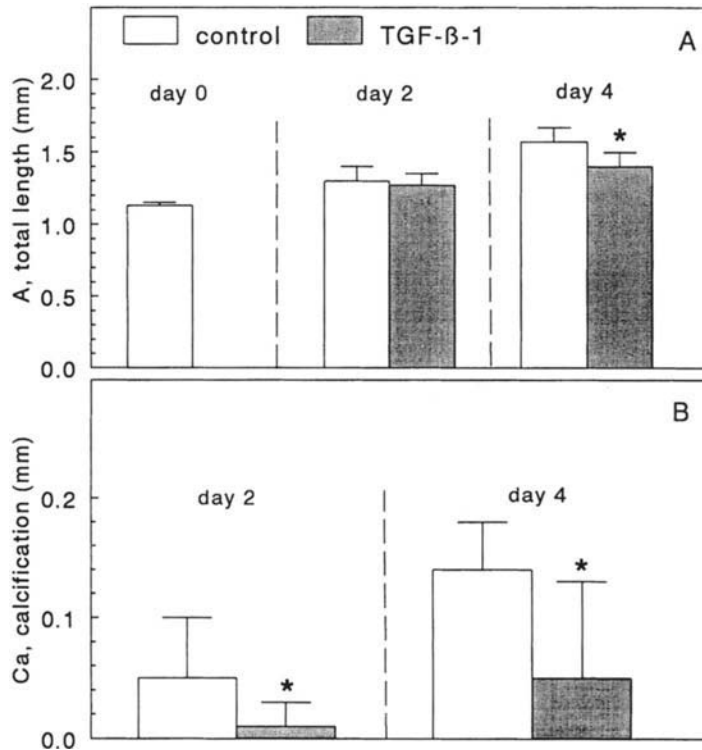 control
TGF-ß-1
A
A, total length (mm)
2.0
1.5
1.0
0.5
0.0
day 0
day 2
day 4
*
B
Ca, calcification (mm)
0.2
0.1
0.0
day 2
day 4
*
*